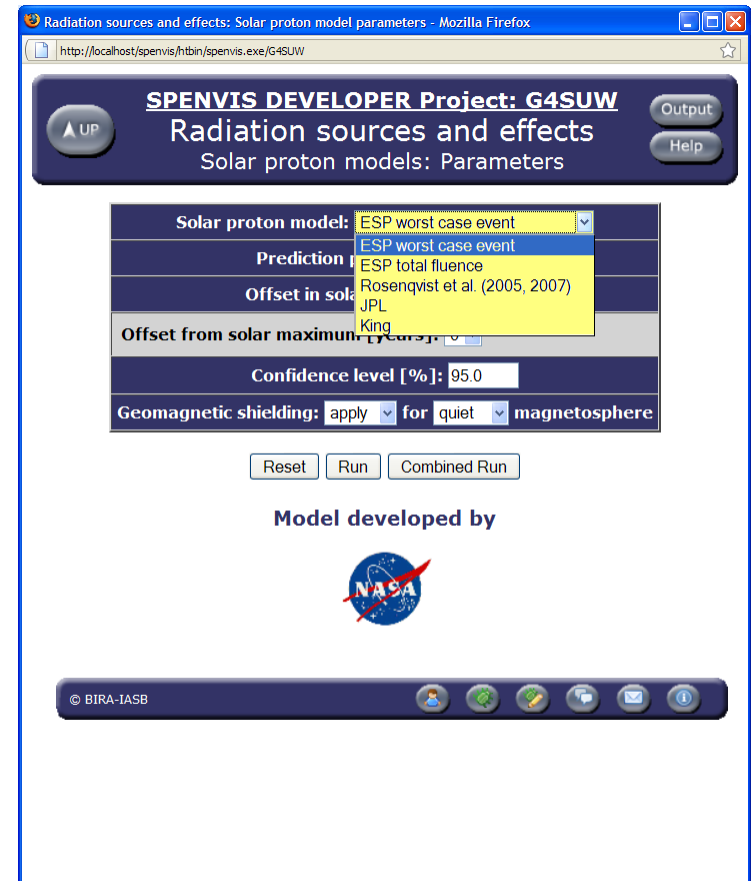 Radiation sources and effects: Solar proton model parameters - Mozilla Firefox
http://localhost/spenvis/htbin/spenvis.exe/G4SUW
UP
SPENVIS DEVELOPER Project: G4SUW
Radiation sources and effects
Solar proton models: Parameters
Output
Help
Solar proton model: ESP worst case event
ESP worst case event
ESP total fluence
Rosenqvist et al. (2005, 2007)
JPL
King
Prediction
Offset in
Offset from solar maximum [years]:
Confidence level [%]: 95.0
Geomagnetic shielding: apply for quiet magnetosphere
Reset Run Combined Run
Model developed by
NASA
© BIRA-IASB